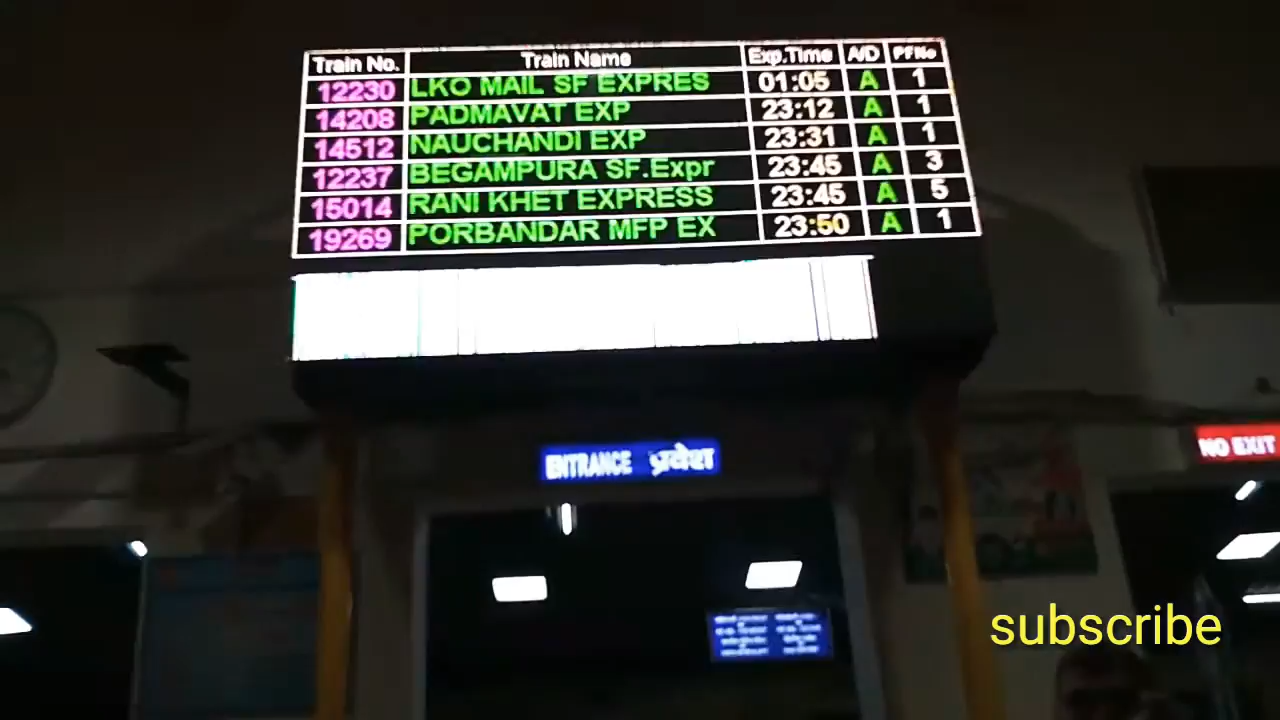 Train No. Train Name Exp.Time A/D PFNo
12230 LKO MAIL SF EXPRES 01:05 A 1
14208 PADMAVAT EXP 23:12 A 1
14512 NAUCHANDI EXP 23:31 A 1
12237 BEGAMPURA SF.Expr 23:45 A 3
15014 RANI KHET EXPRESS 23:45 A 5
19269 PORBANDAR MFP EX 23:50 A 1
ENTRANCE प्रवेश
NO EXIT
subscribe